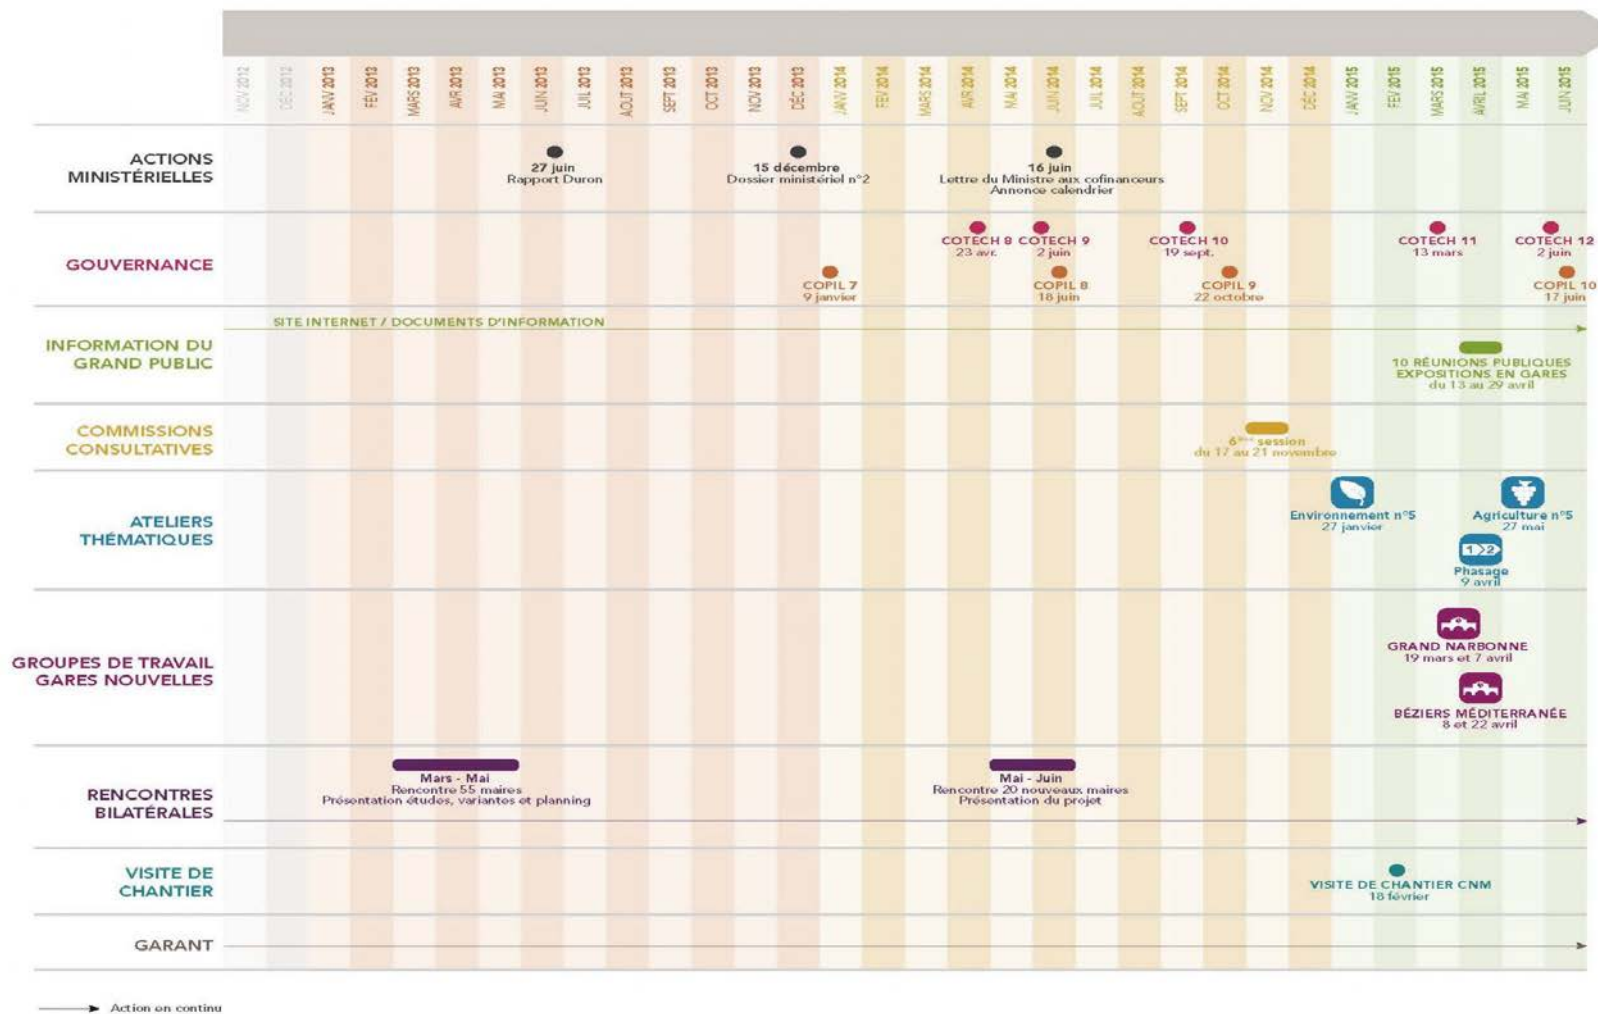 NOV 2012
DÉC 2012
JANV 2013
FÉV 2013
MARS 2013
AVR 2013
MAI 2013
JUIN 2013
JUIL 2013
AOUT 2013
SEPT 2013
OCT 2013
NOV 2013
DÉC 2013
JANV 2014
FEV 2014
MARS 2014
AVR 2014
MAI 2014
JUIN 2014
JUIL 2014
AOUT 2014
SEPT 2014
OCT 2014
NOV 2014
DÉC 2014
JANV 2015
FEV 2015
MARS 2015
AVRIL 2015
MAI 2015
JUIN 2015
ACTIONS
MINISTÉRIELLES
27 juin
Rapport Duron
15 décembre
Dossier ministériel n°2
16 juin
Lettre du Ministre aux cofinanceurs
Annonce calendrier
GOUVERNANCE
COTECH 8
23 avr.
COTECH 9
2 juin
COTECH 10
19 sept.
COTECH 11
13 mars
COTECH 12
2 juin
COPIL 7
9 janvier
COPIL 8
18 juin
COPIL 9
22 octobre
COPIL 10
17 juin
INFORMATION DU
GRAND PUBLIC
SITE INTERNET / DOCUMENTS D'INFORMATION
10 RÉUNIONS PUBLIQUES
EXPOSITIONS EN GARES
du 13 au 29 avril
COMMISSIONS
CONSULTATIVES
6ème session
du 17 au 21 novembre
ATELIERS
THÉMATIQUES
Environnement n°5
27 janvier
Agriculture n°5
27 mai
1 2
Phasage
9 avril
GROUPES DE TRAVAIL
GARES NOUVELLES
GRAND NARBONNE
19 mars et 7 avril
BÉZIERS MÉDITERRANÉE
8 et 22 avril
RENCONTRES
BILATÉRALES
Mars - Mai
Rencontre 55 maires
Présentation études, variantes et planning
Mai - Juin
Rencontre 20 nouveaux maires
Présentation du projet
VISITE DE
CHANTIER
VISITE DE CHANTIER CNM
18 février
GARANT
Action en continu